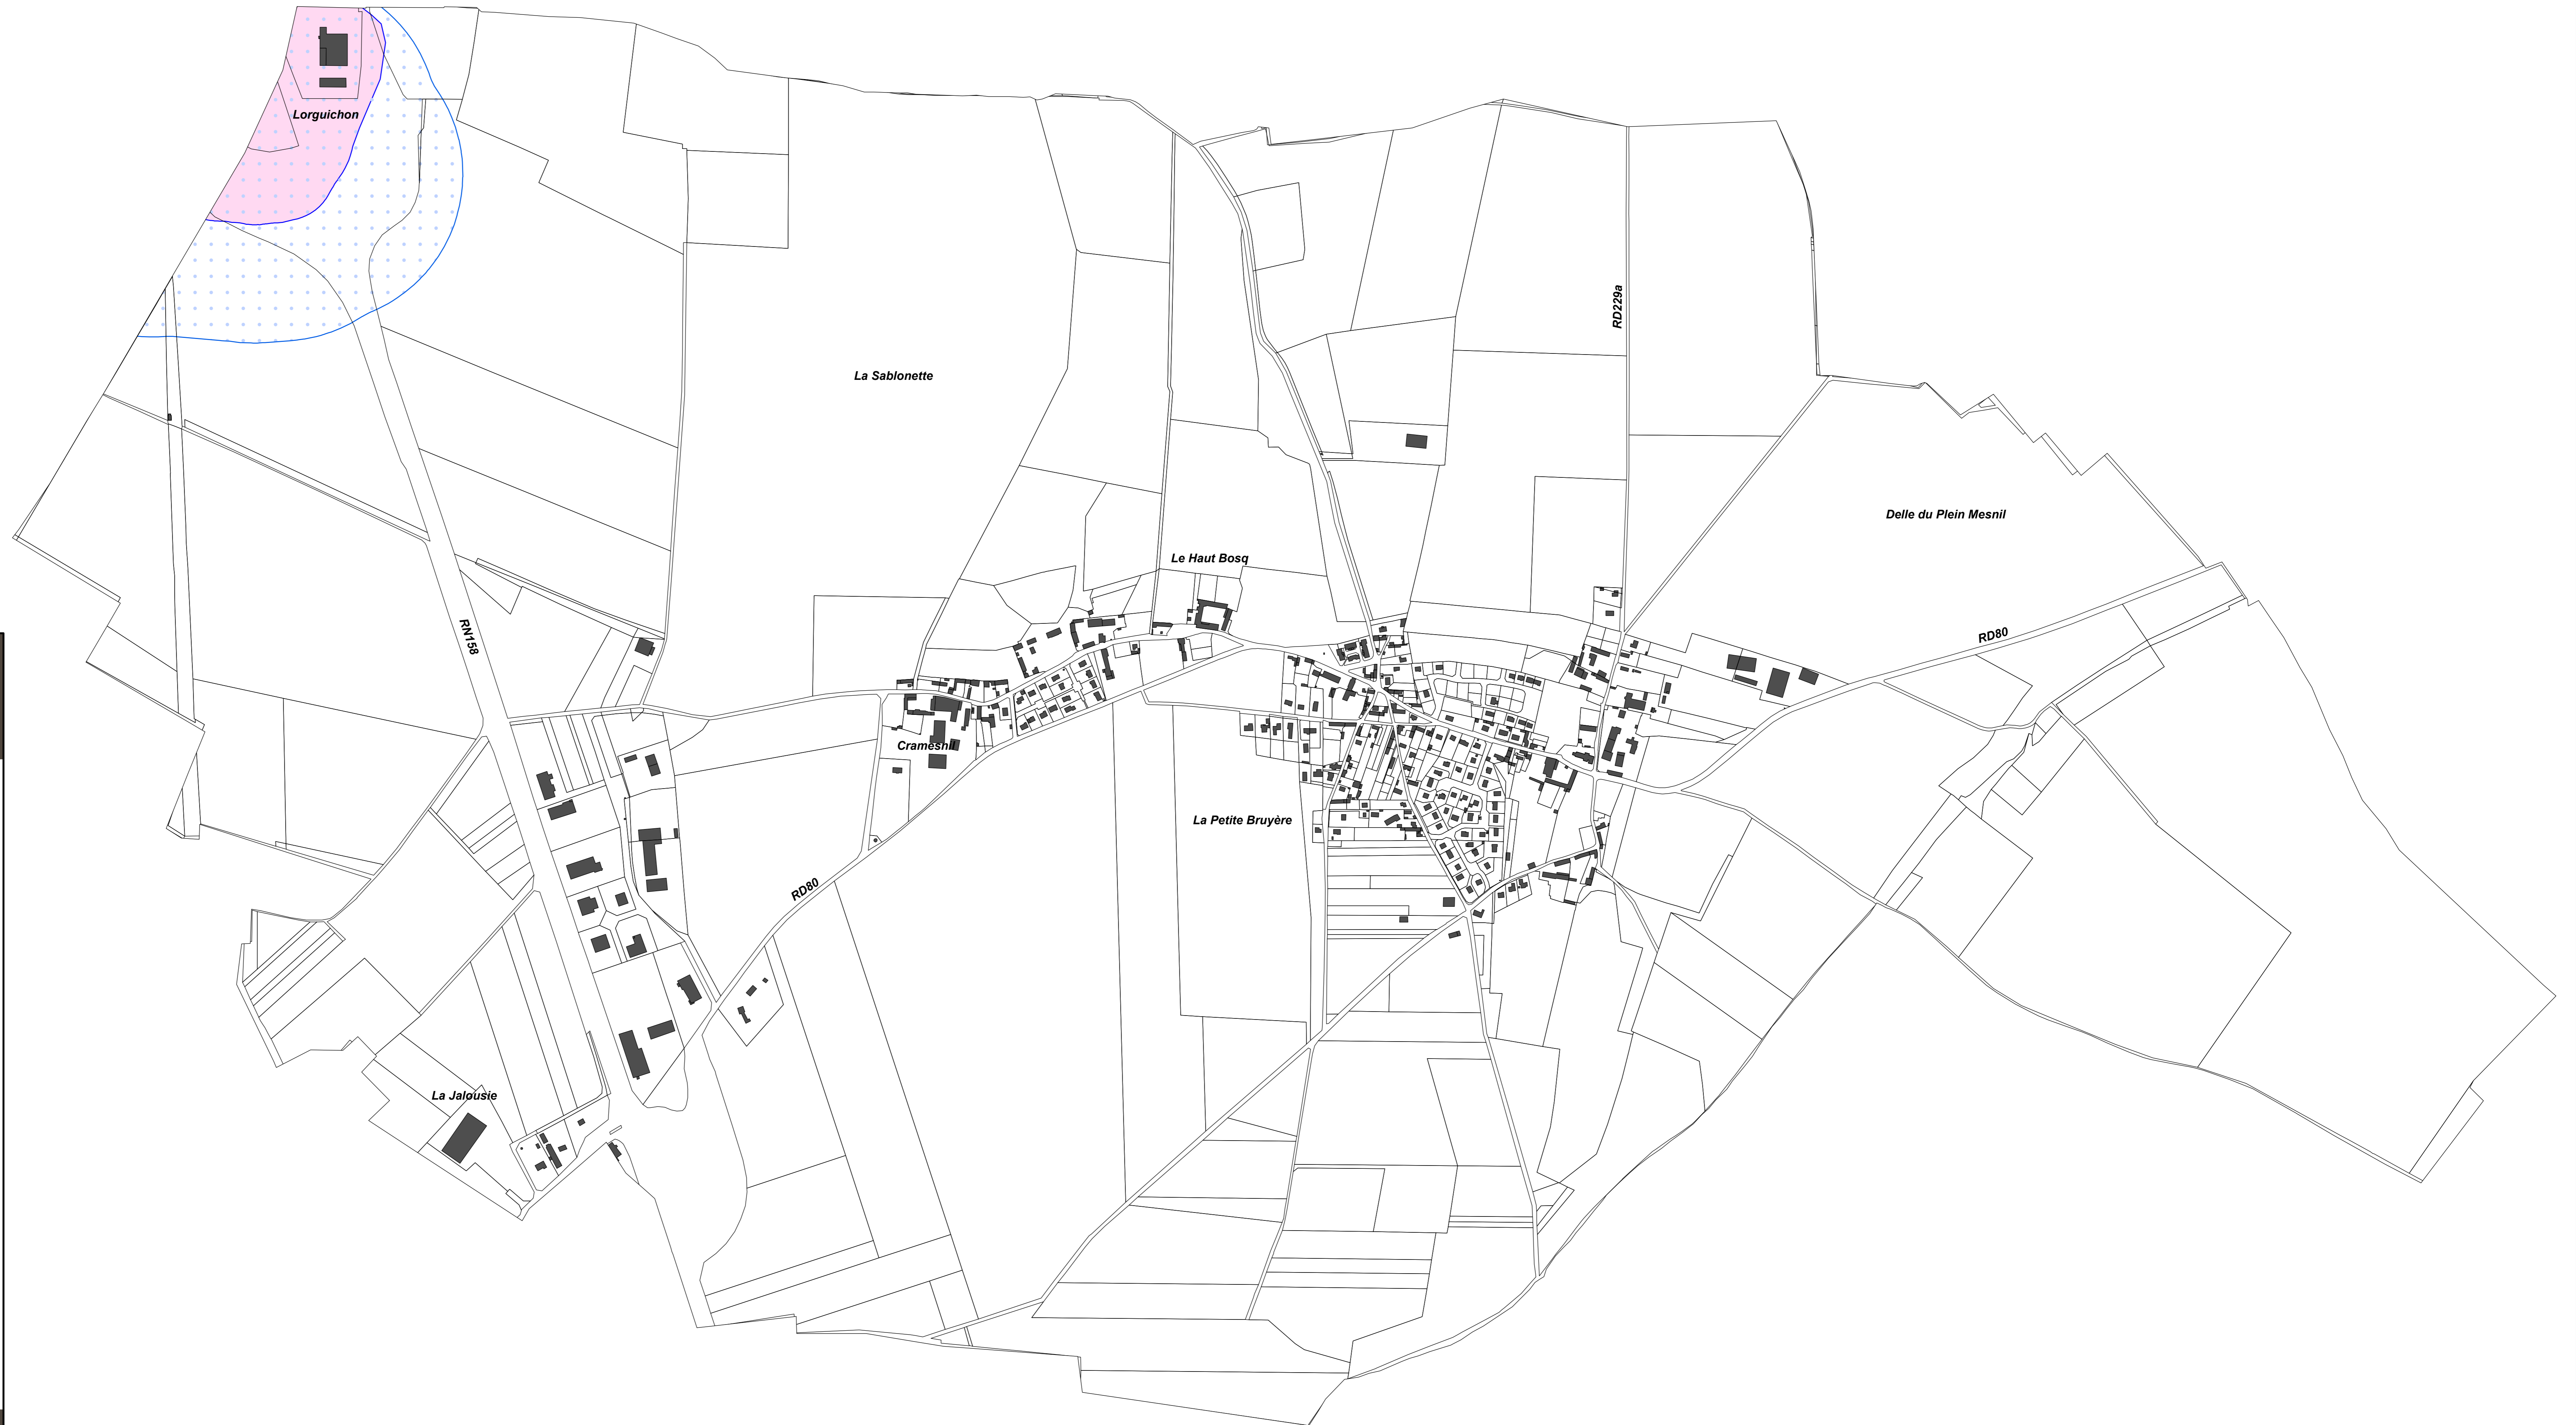 Lorguichon
RD229a
La Sablonette
Delle du Plein Mesnil
Le Haut Bosq
RN158
RD80
Cramesnil
La Petite Bruyère
RD80
La Jalousie